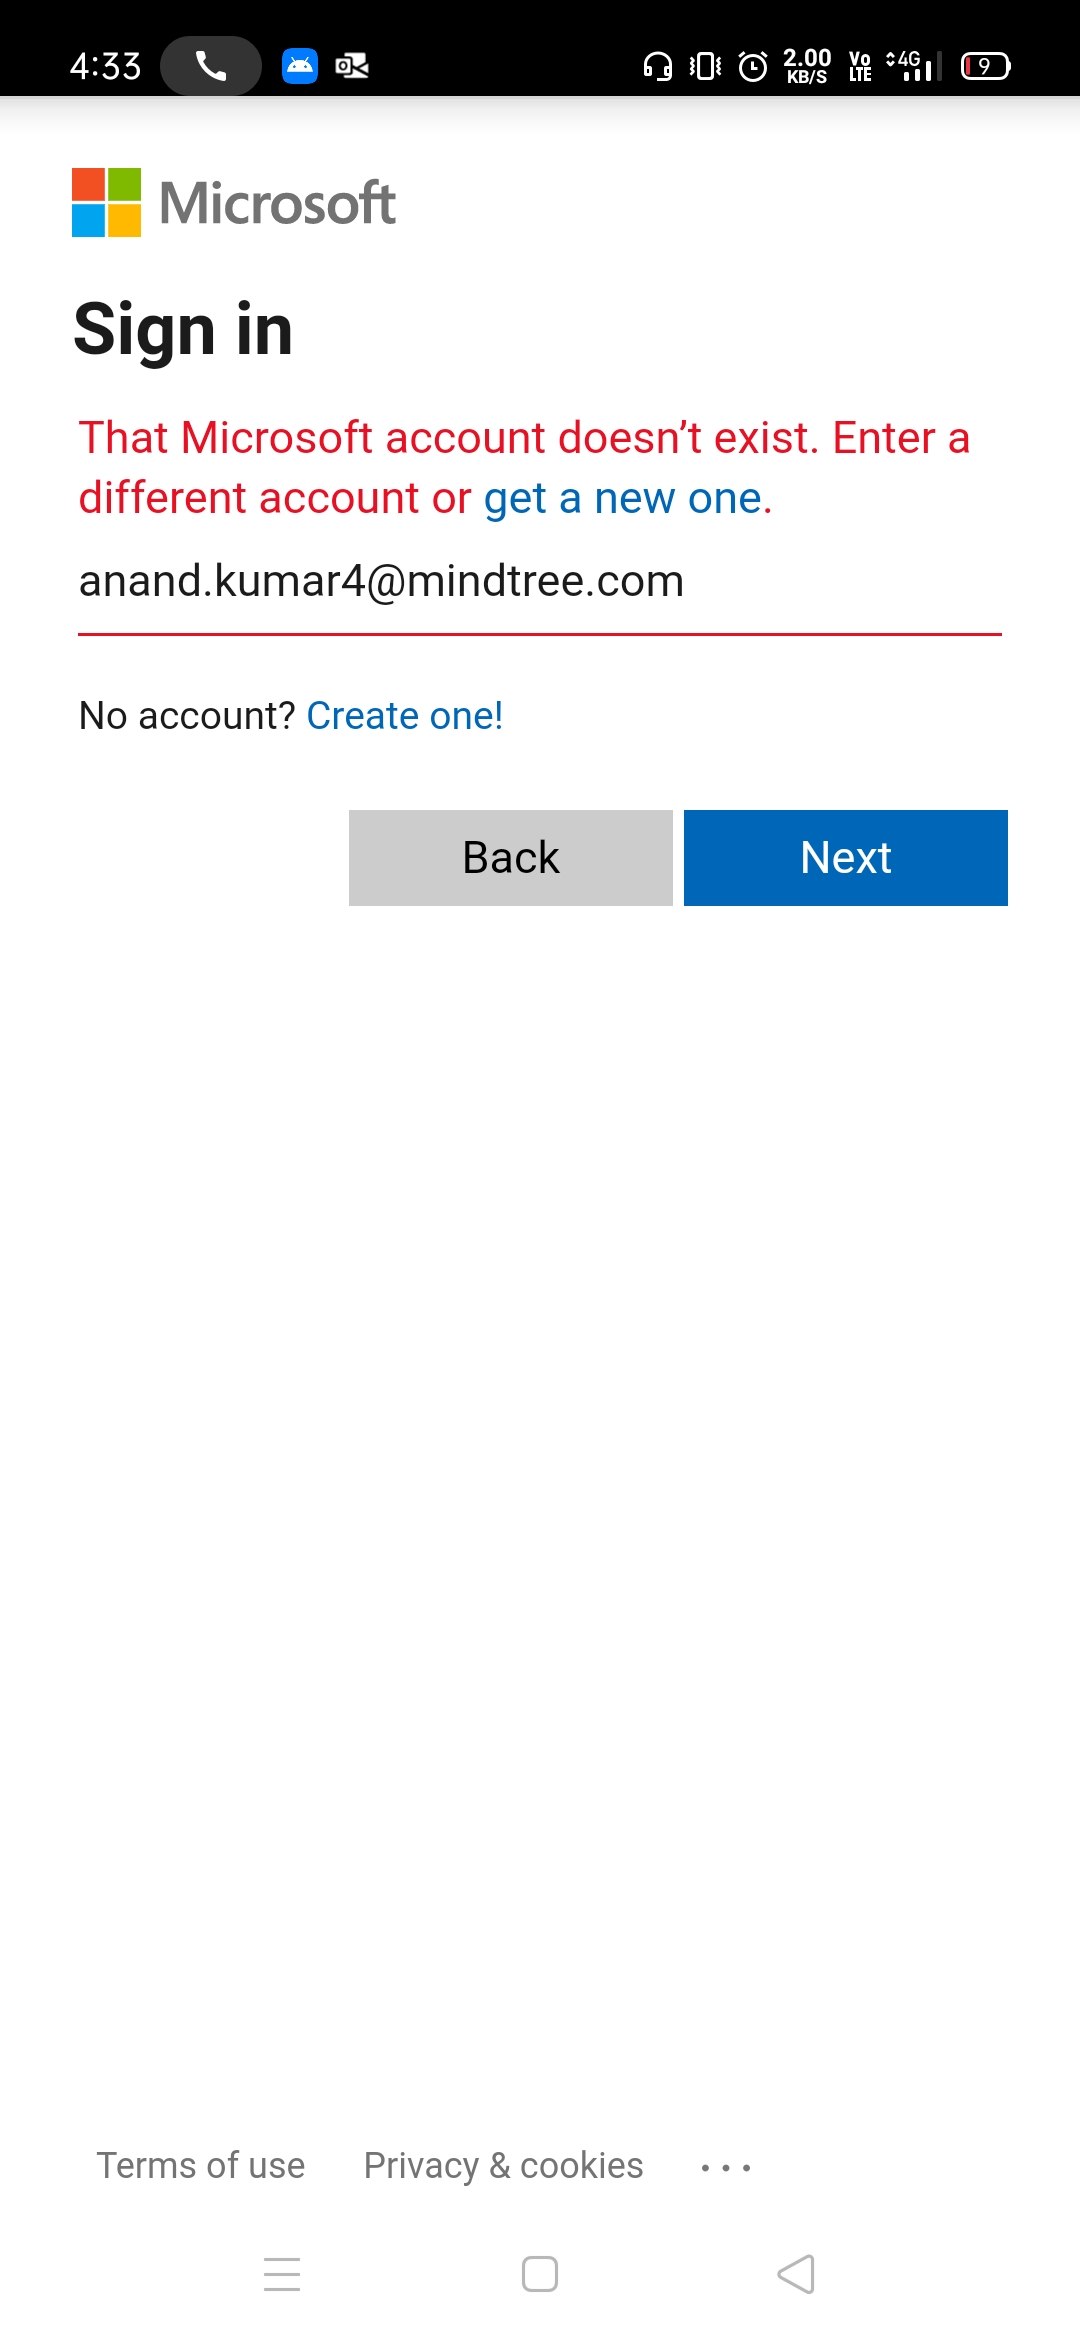 4:33 2.00 KB/S Vo LTE 4G 9
Microsoft
Sign in
That Microsoft account doesn't exist. Enter a
different account or get a new one.
anand.kumar4@mindtree.com
No account? Create one!
Back Next
Terms of use Privacy & cookies ...